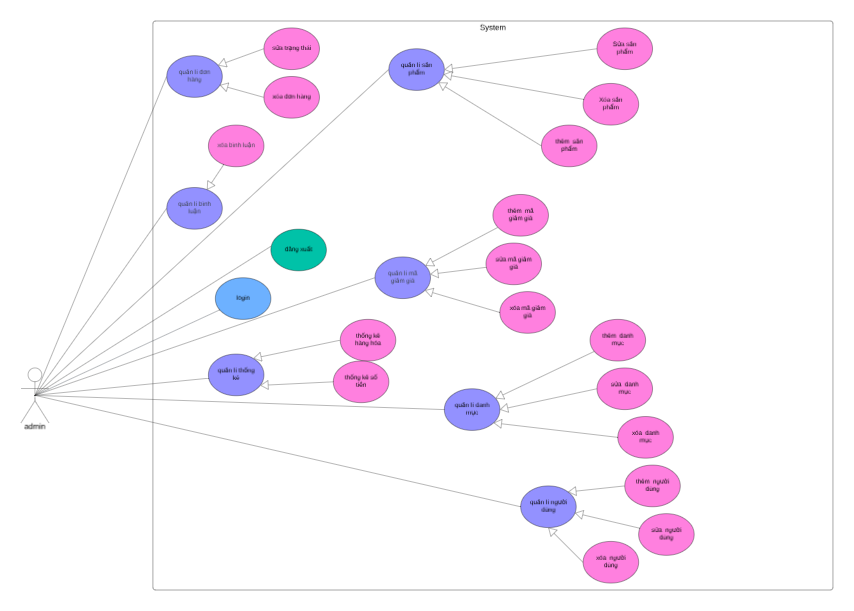 System
sửa trạng thái
quản lí đơn
hàng
xóa đơn hàng
xóa bình luận
quản lí bình
luận
quản lí sản
phẩm
Sửa sản
phẩm
Xóa sản
phẩm
thêm sản
phẩm
đăng xuất
login
quản lí mã
giảm giá
thêm mã
giảm giá
sửa mã giảm
giá
xóa mã giảm
giá
quản lí thống
kê
thống kê
hàng hóa
thống kê số
tiền
quản lí danh
mục
thêm danh
mục
sửa danh
mục
xóa danh
mục
quản lí người
dùng
thêm người
dùng
sửa người
dùng
xóa người
dùng
admin